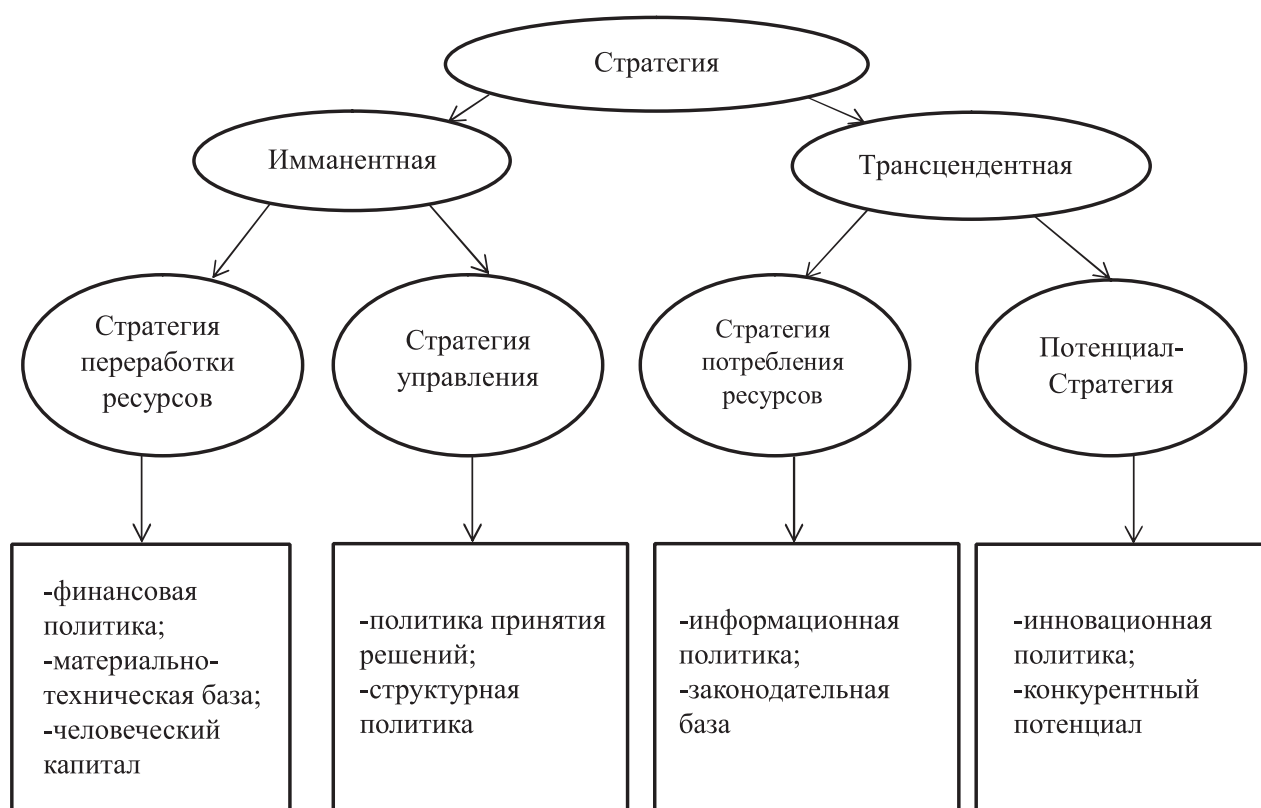 Стратегия
Имманентная
Трансцендентная
Стратегия
переработки
ресурсов
Стратегия
управления
Стратегия
потребления
ресурсов
Потенциал-
Стратегия
-финансовая
политика;
-материально-
техническая база;
-человеческий
капитал
-политика принятия
решений;
-структурная
политика
-информационная
политика;
-законодательная
база
-инновационная
политика;
-конкурентный
потенциал